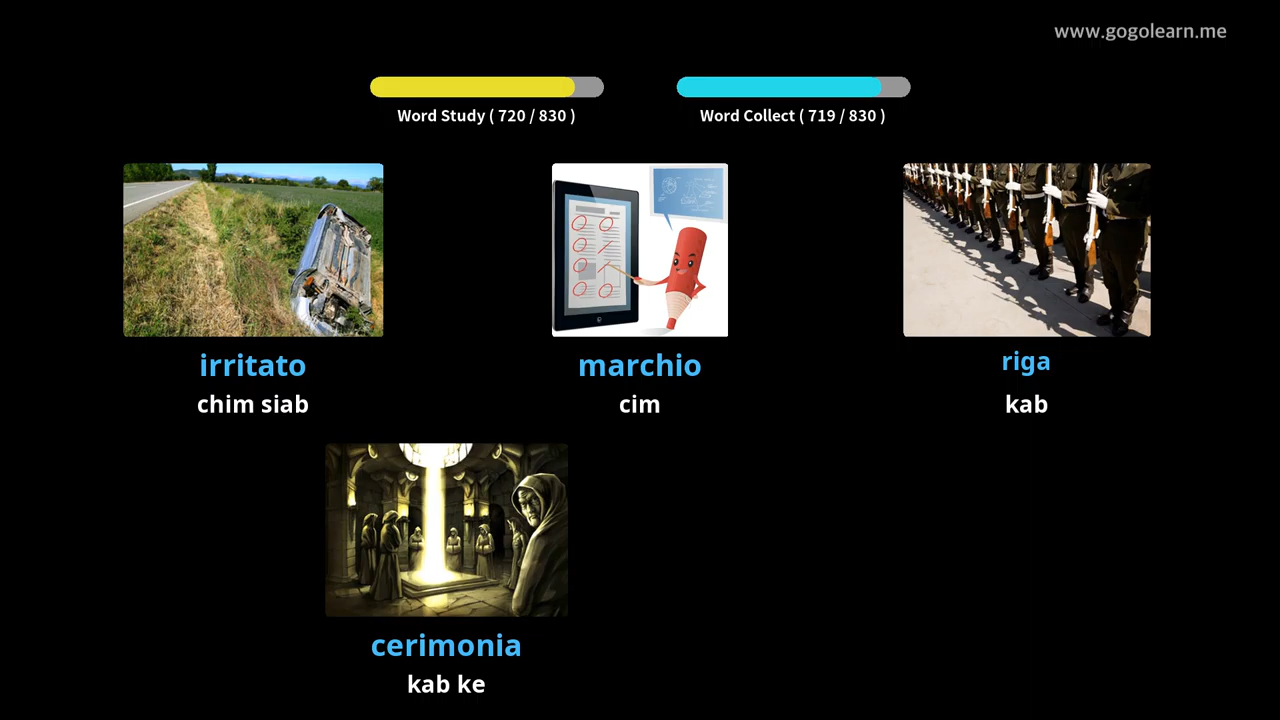 www.gogolearn.me
Word Study ( 720 / 830 )
Word Collect ( 719 / 830 )
irritato
marchio
riga
chim siab
cim
kab
cerimonia
kab ke